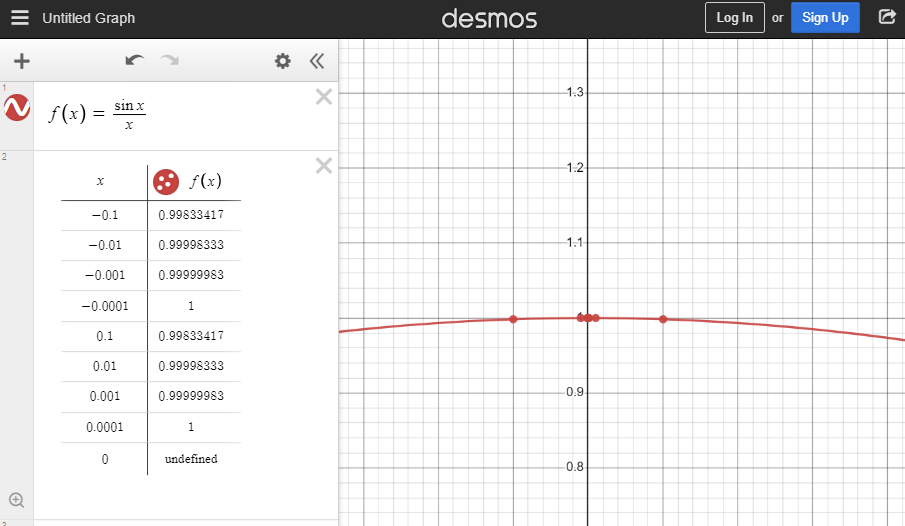 Untitled Graph
desmos
Log In or Sign Up
1
f(x) = sin x / x
2
x f(x)
−0.1 0.99833417
−0.01 0.99998333
−0.001 0.99999983
−0.0001 1
0.1 0.99833417
0.01 0.99998333
0.001 0.99999983
0.0001 1
0 undefined
3
1.3
1.2
1.1
1
0.9
0.8